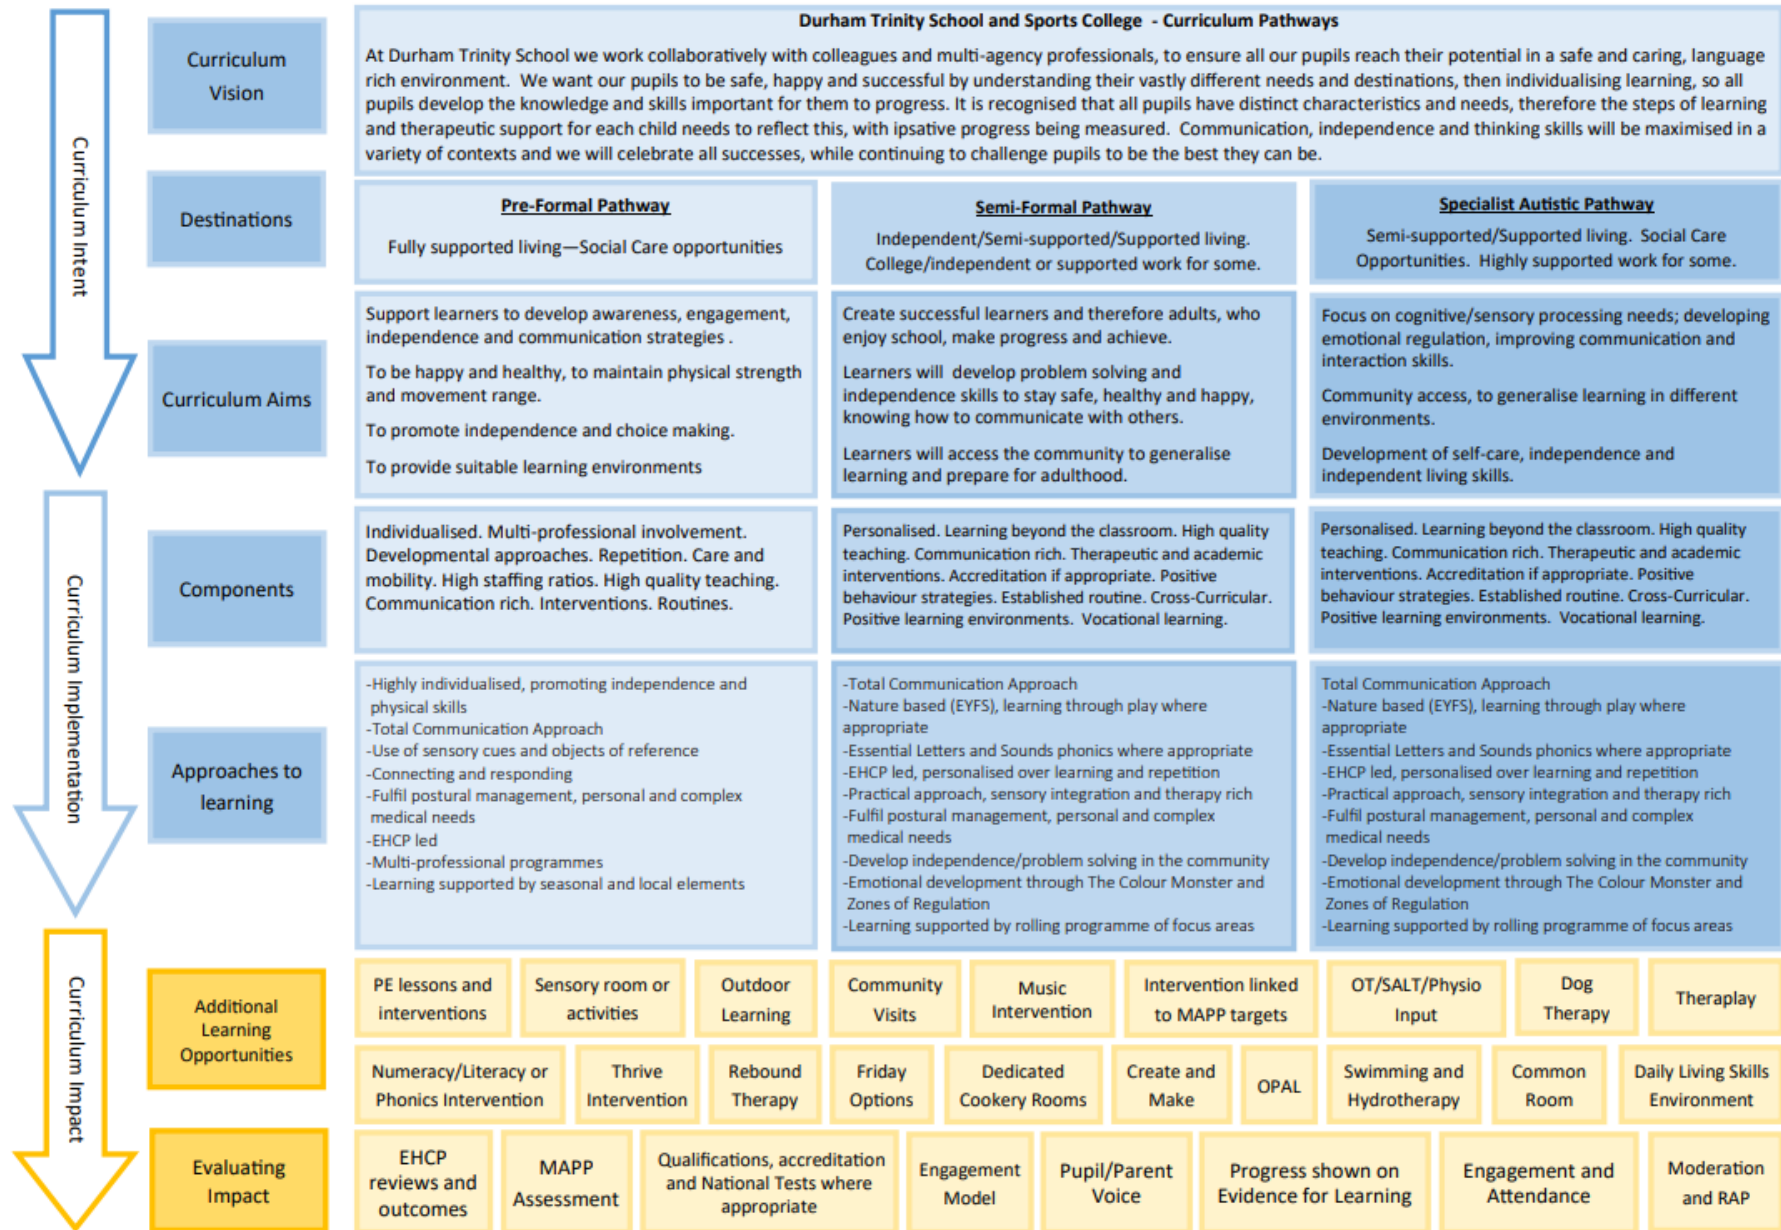 Durham Trinity School and Sports College - Curriculum Pathways
Curriculum
Vision
At Durham Trinity School we work collaboratively with colleagues and multi-agency professionals, to ensure all our pupils reach their potential in a safe and caring, language
rich environment. We want our pupils to be safe, happy and successful by understanding their vastly different needs and destinations, then individualising learning, so all
pupils develop the knowledge and skills important for them to progress. It is recognised that all pupils have distinct characteristics and needs, therefore the steps of learning
and therapeutic support for each child needs to reflect this, with ipsative progress being measured. Communication, independence and thinking skills will be maximised in a
variety of contexts and we will celebrate all successes, while continuing to challenge pupils to be the best they can be.
Curriculum Intent
Destinations
Pre-Formal Pathway
Fully supported living—Social Care opportunities
Semi-Formal Pathway
Independent/Semi-supported/Supported living.
College/independent or supported work for some.
Specialist Autistic Pathway
Semi-supported/Supported living. Social Care
Opportunities. Highly supported work for some.
Curriculum Aims
Support learners to develop awareness, engagement,
independence and communication strategies .
To be happy and healthy, to maintain physical strength
and movement range.
To promote independence and choice making.
To provide suitable learning environments
Create successful learners and therefore adults, who
enjoy school, make progress and achieve.
Learners will develop problem solving and
independence skills to stay safe, healthy and happy,
knowing how to communicate with others.
Learners will access the community to generalise
learning and prepare for adulthood.
Focus on cognitive/sensory processing needs; developing
emotional regulation, improving communication and
interaction skills.
Community access, to generalise learning in different
environments.
Development of self-care, independence and
independent living skills.
Curriculum Implementation
Components
Individualised. Multi-professional involvement.
Developmental approaches. Repetition. Care and
mobility. High staffing ratios. High quality teaching.
Communication rich. Interventions. Routines.
Personalised. Learning beyond the classroom. High quality
teaching. Communication rich. Therapeutic and academic
interventions. Accreditation if appropriate. Positive
behaviour strategies. Established routine. Cross-Curricular.
Positive learning environments. Vocational learning.
Personalised. Learning beyond the classroom. High quality
teaching. Communication rich. Therapeutic and academic
interventions. Accreditation if appropriate. Positive
behaviour strategies. Established routine. Cross-Curricular.
Positive learning environments. Vocational learning.
Approaches to
learning
-Highly individualised, promoting independence and
physical skills
-Total Communication Approach
-Use of sensory cues and objects of reference
-Connecting and responding
-Fulfil postural management, personal and complex
medical needs
-EHCP led
-Multi-professional programmes
-Learning supported by seasonal and local elements
-Total Communication Approach
-Nature based (EYFS), learning through play where
appropriate
-Essential Letters and Sounds phonics where appropriate
-EHCP led, personalised over learning and repetition
-Practical approach, sensory integration and therapy rich
-Fulfil postural management, personal and complex
medical needs
-Develop independence/problem solving in the community
-Emotional development through The Colour Monster and
Zones of Regulation
-Learning supported by rolling programme of focus areas
Total Communication Approach
-Nature based (EYFS), learning through play where
appropriate
-Essential Letters and Sounds phonics where appropriate
-EHCP led, personalised over learning and repetition
-Practical approach, sensory integration and therapy rich
-Fulfil postural management, personal and complex
medical needs
-Develop independence/problem solving in the community
-Emotional development through The Colour Monster and
Zones of Regulation
-Learning supported by rolling programme of focus areas
Curriculum Impact
Additional
Learning
Opportunities
PE lessons and
interventions
Sensory room or
activities
Outdoor
Learning
Community
Visits
Music
Intervention
Intervention linked
to MAPP targets
OT/SALT/Physio
Input
Dog
Therapy
Theraplay
Numeracy/Literacy or
Phonics Intervention
Thrive
Intervention
Rebound
Therapy
Friday
Options
Dedicated
Cookery Rooms
Create and
Make
OPAL
Swimming and
Hydrotherapy
Common
Room
Daily Living Skills
Environment
Evaluating
Impact
EHCP
reviews and
outcomes
MAPP
Assessment
Qualifications, accreditation
and National Tests where
appropriate
Engagement
Model
Pupil/Parent
Voice
Progress shown on
Evidence for Learning
Engagement and
Attendance
Moderation
and RAP